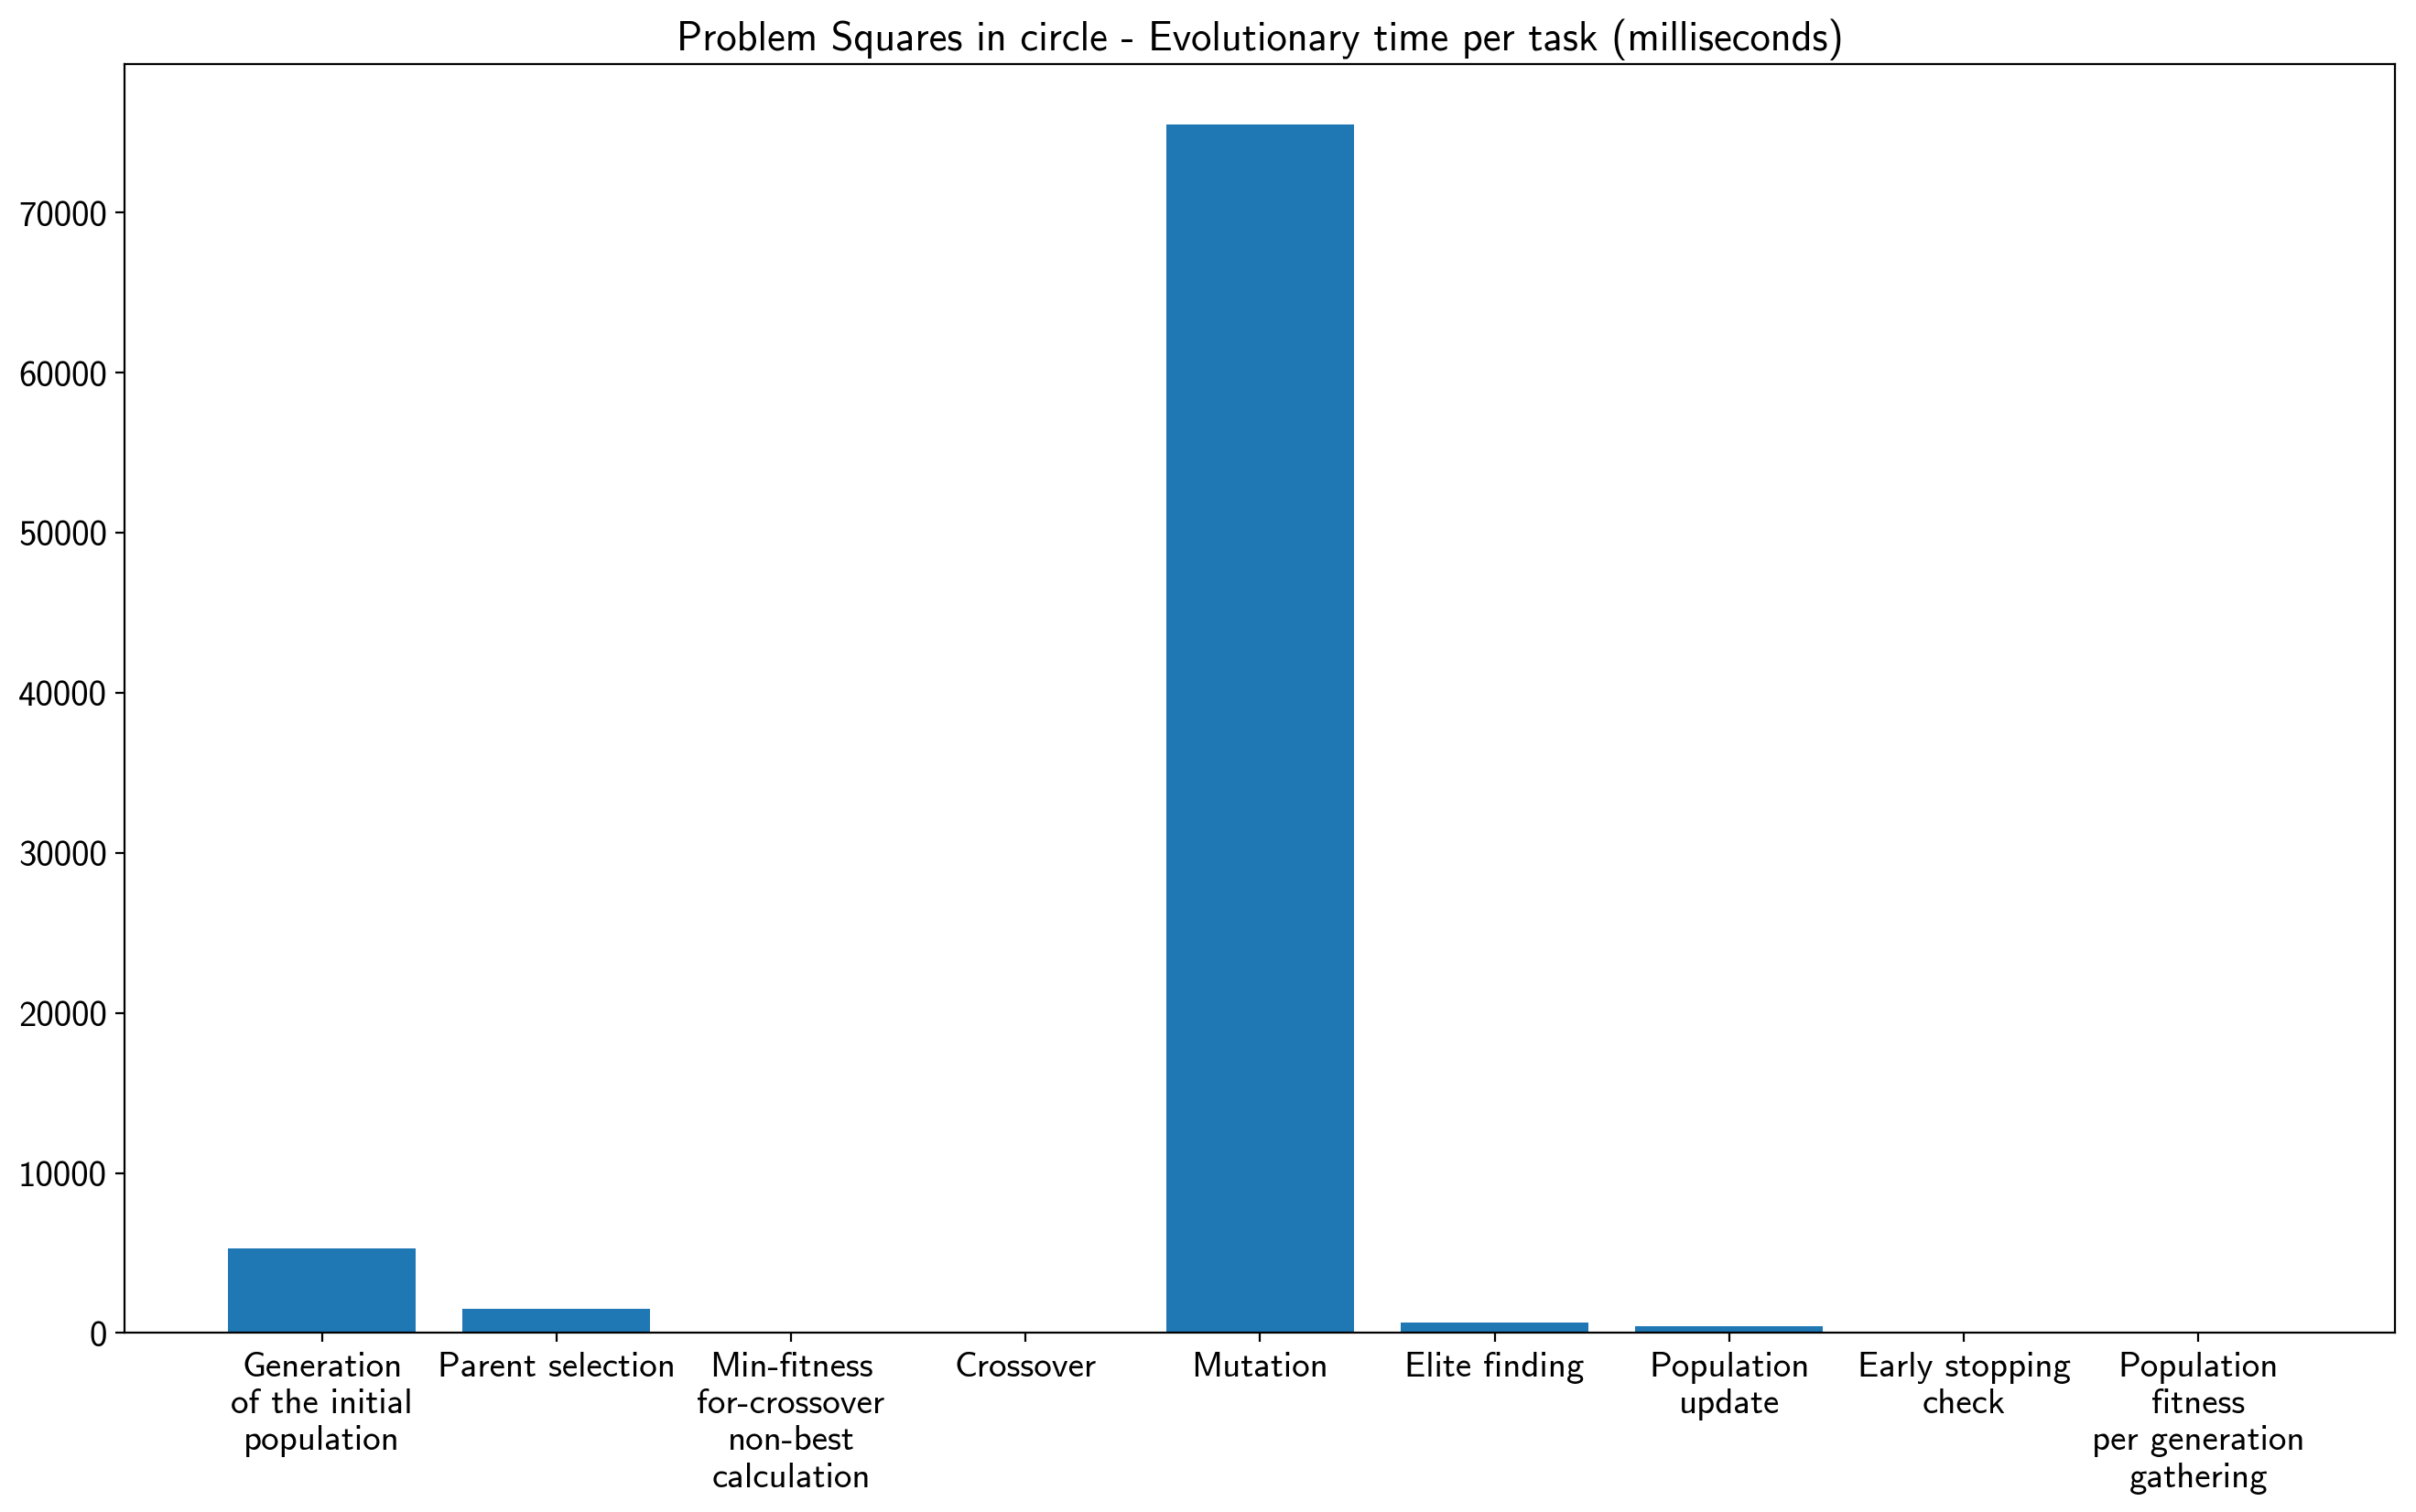 Problem Squares in circle - Evolutionary time per task (milliseconds)
70000
60000
50000
40000
30000
20000
10000
0
Generation
of the initial
population
Parent selection
Min-fitness
for-crossover
non-best
calculation
Crossover
Mutation
Elite finding
Population
update
Early stopping
check
Population
fitness
per generation
gathering